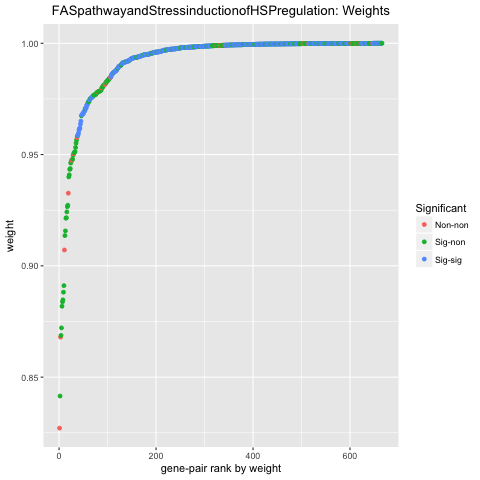 FASpathwayandStressinductionofHSPregulation: Weights
1.00
0.95
0.90
0.85
weight
0
200
400
600
gene-pair rank by weight
Significant
Non-non
Sig-non
Sig-sig